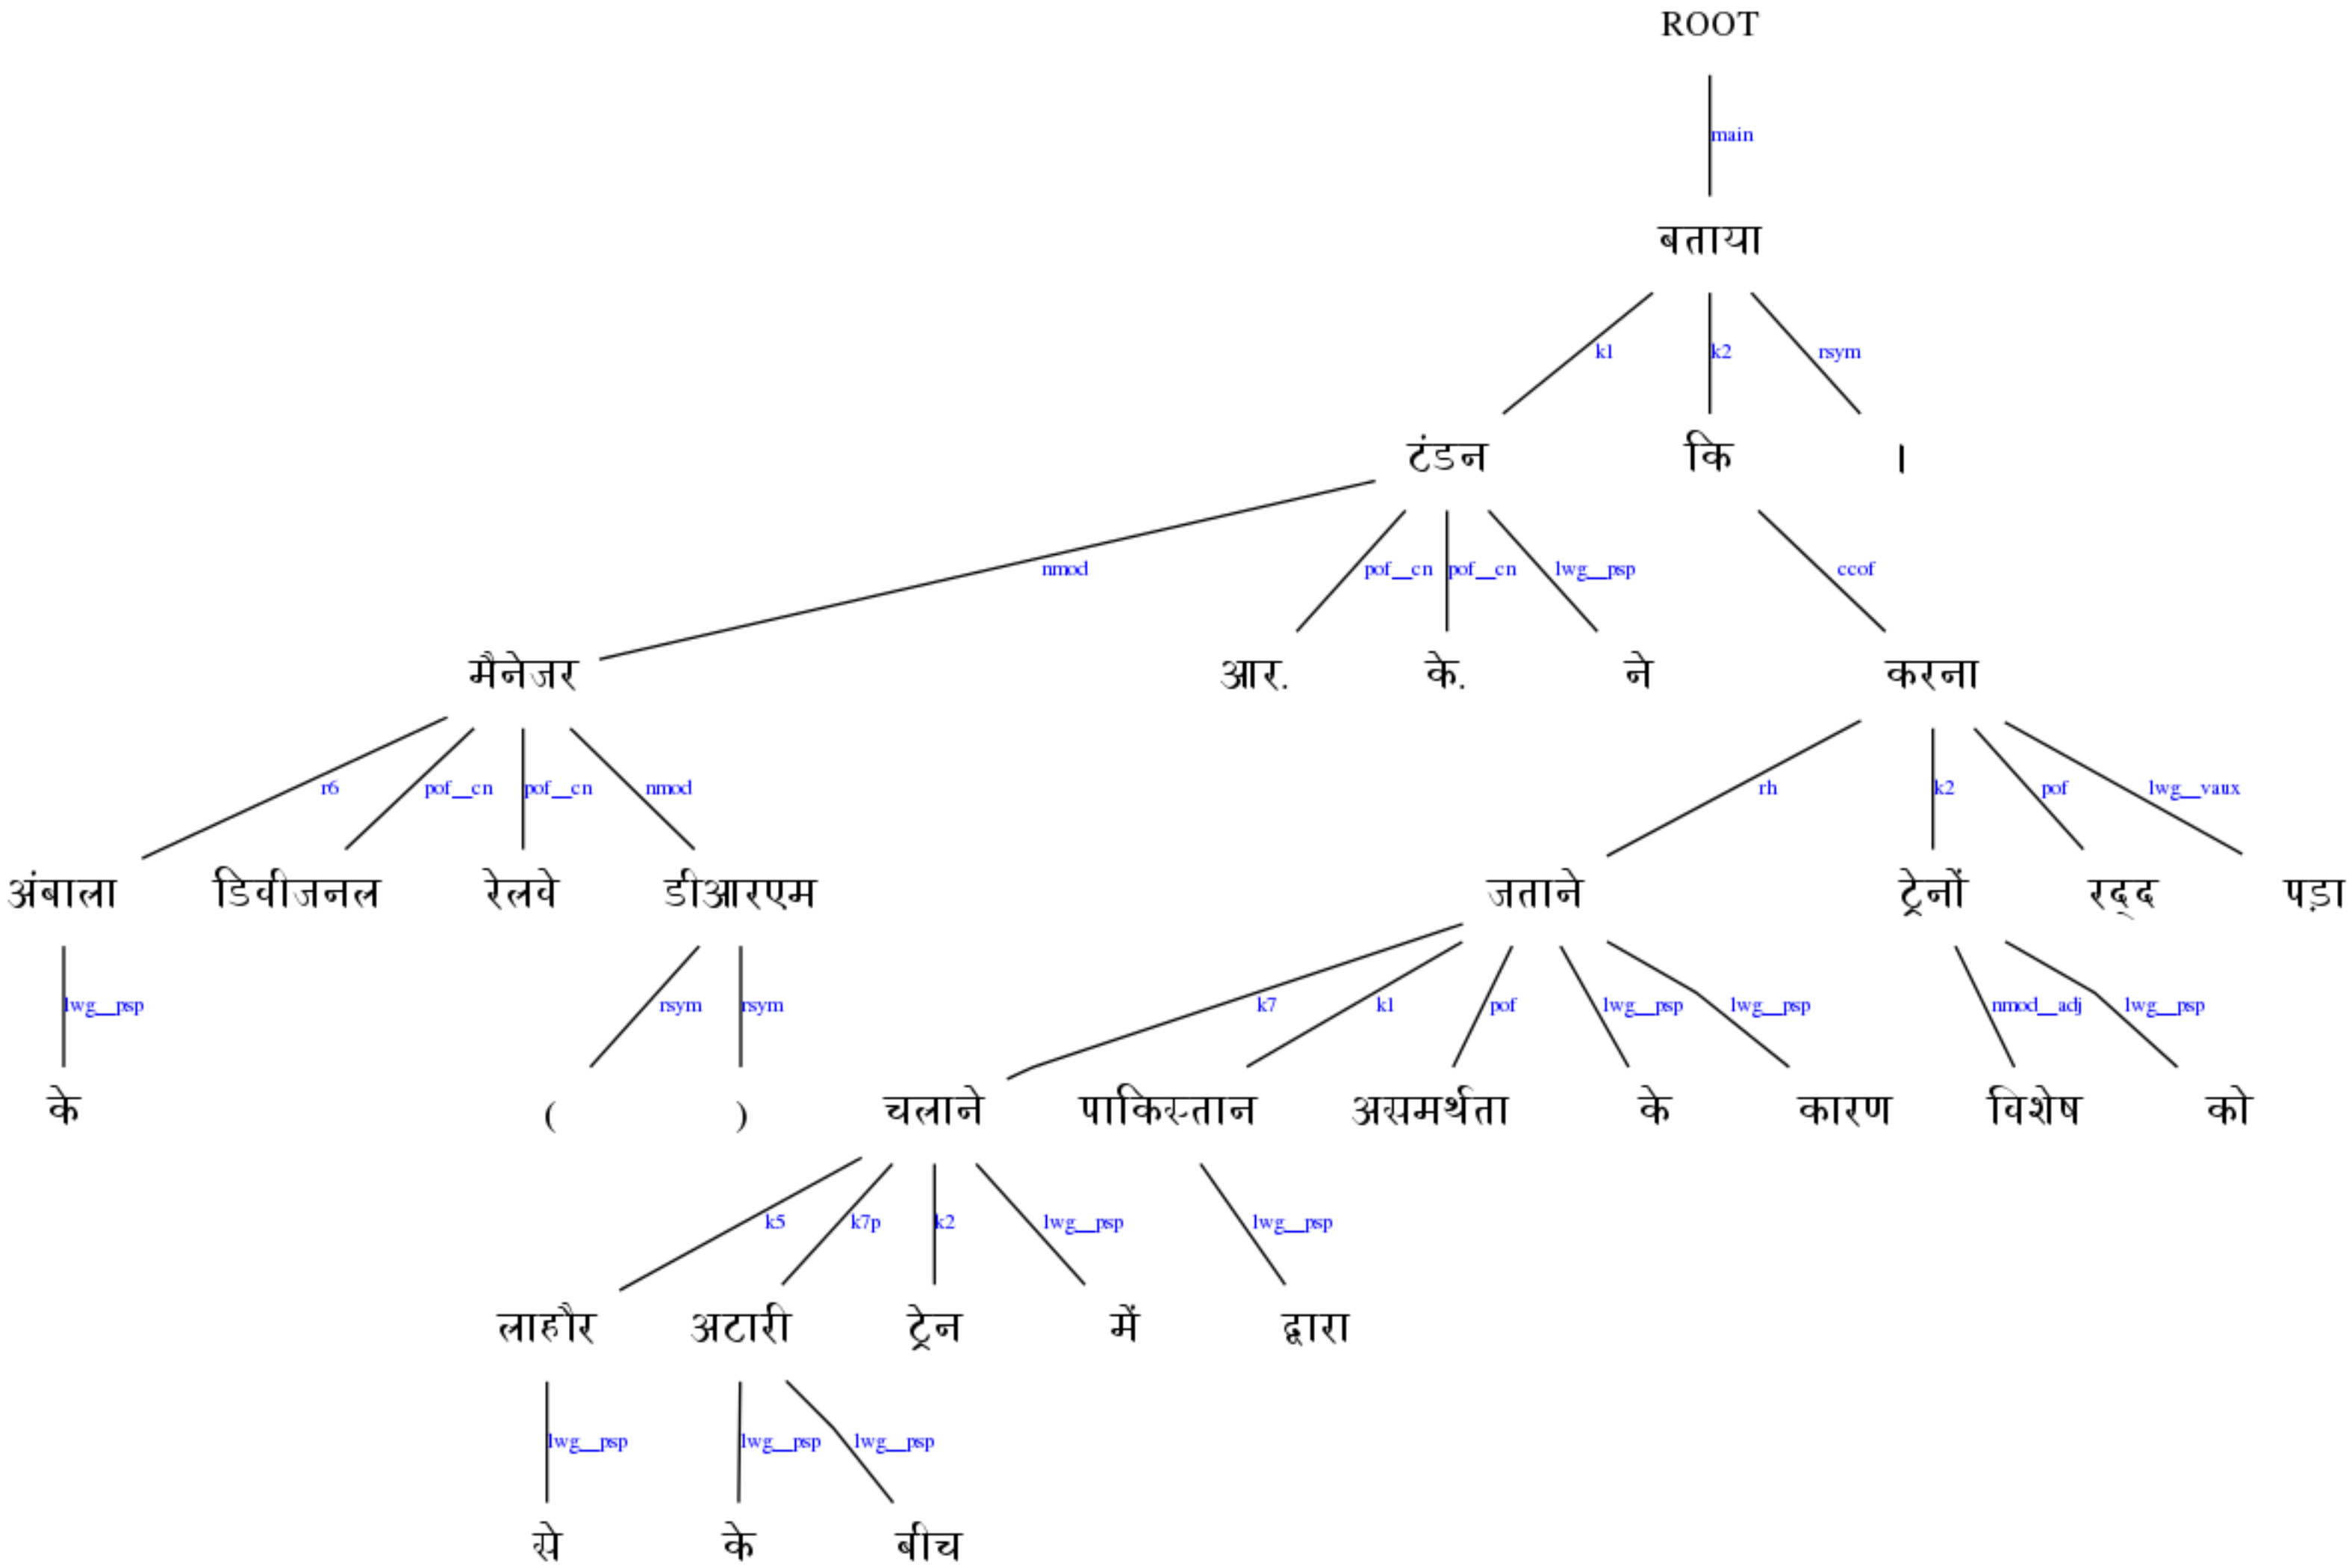 ROOT
main
बताया
k1 k2 rsym
टंडन कि ।
nmod pof__cn pof__cn lwg__psp ccof
मैनेजर आर. के. ने करना
r6 pof__cn pof__cn nmod rh k2 pof lwg__vaux
अंबाला डिवीजनल रेलवे डीआरएम जताने ट्रेनों रद्द पड़ा
lwg__psp rsym rsym k7 k1 pof lwg__psp lwg__psp nmod__adj lwg__psp
के ( ) चलाने पाकिस्तान असमर्थता के कारण विशेष को
k5 k7p k2 lwg__psp lwg__psp
लाहौर अटारी ट्रेन में द्वारा
lwg__psp lwg__psp lwg__psp
से के बीच